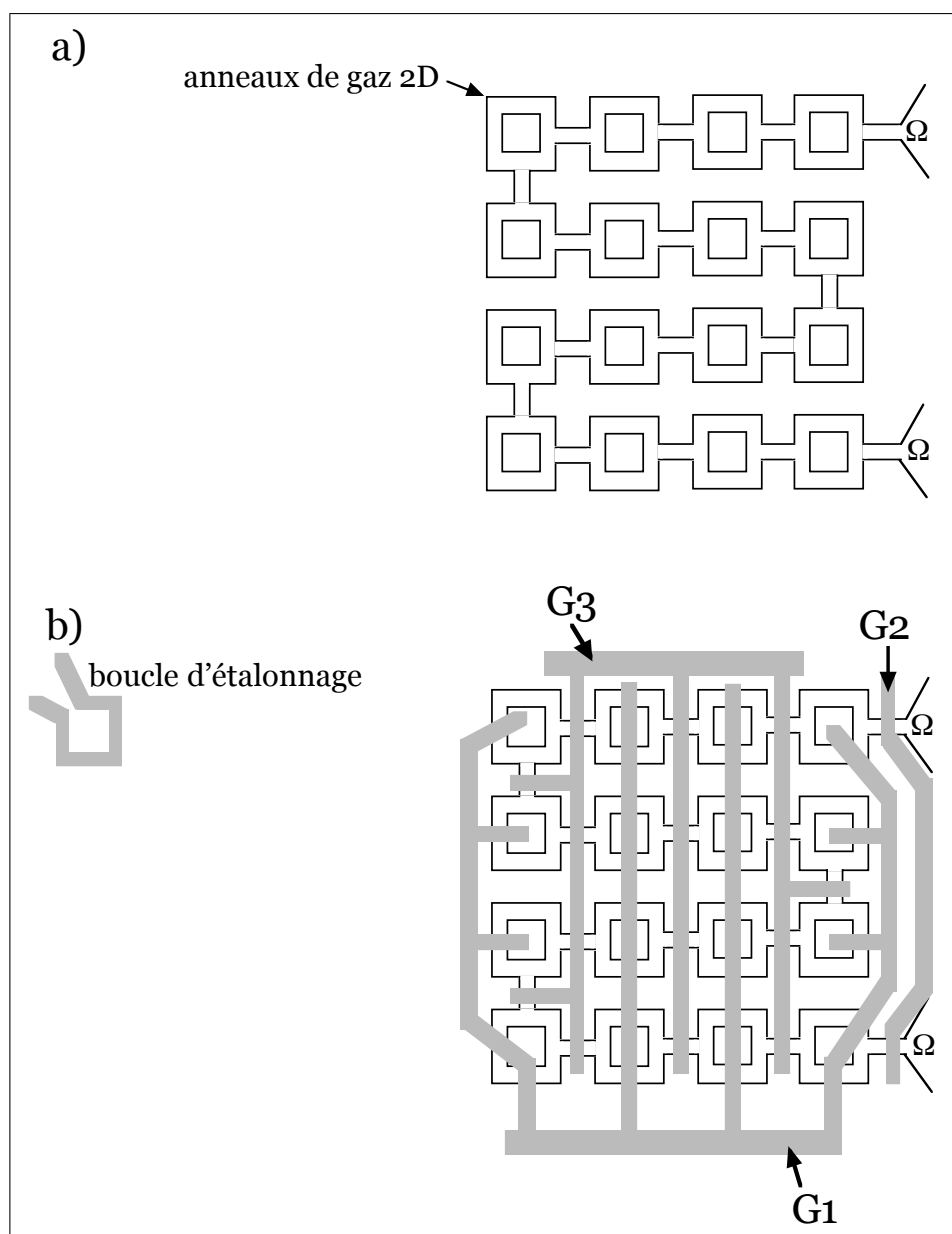 a)
anneaux de gaz 2D
Ω
Ω
b)
G3
G2
boucle d'étalonnage
Ω
Ω
G1